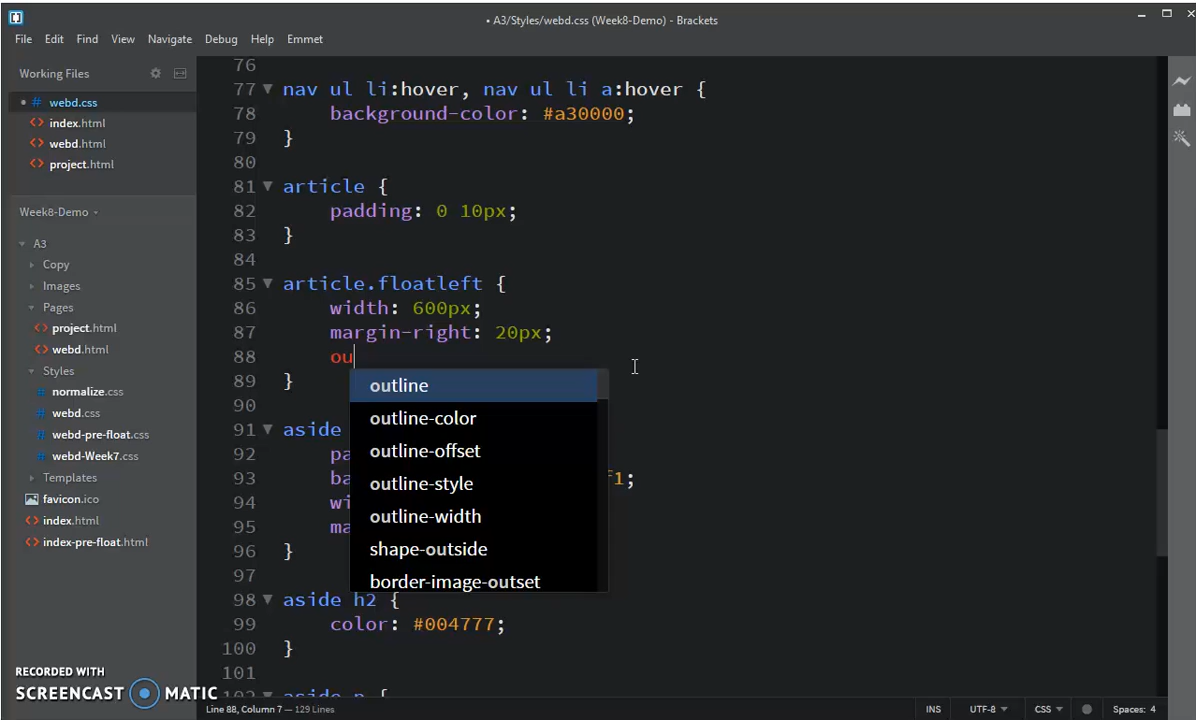 • A3/Styles/webd.css (Week8-Demo) - Brackets
File Edit Find View Navigate Debug Help Emmet
Working Files
webd.css
index.html
webd.html
project.html
Week8-Demo
A3
Copy
Images
Pages
project.html
webd.html
Styles
normalize.css
webd.css
webd-pre-float.css
webd-Week7.css
Templates
favicon.ico
index.html
index-pre-float.html
RECORDED WITH
SCREENCAST MATIC
76
77 nav ul li:hover, nav ul li a:hover {
78 background-color: #a30000;
79 }
80
81 article {
82 padding: 0 10px;
83 }
84
85 article.floatleft {
86 width: 600px;
87 margin-right: 20px;
88 ou
89 }
90
91 aside
92 pa
93 ba f1;
94 wi
95 ma
96 }
97
98 aside h2 {
99 color: #004777;
100 }
101
102 aside p {
outline
outline-color
outline-offset
outline-style
outline-width
shape-outside
border-image-outset
Line 88, Column 7 — 129 Lines
INS UTF-8 CSS Spaces: 4